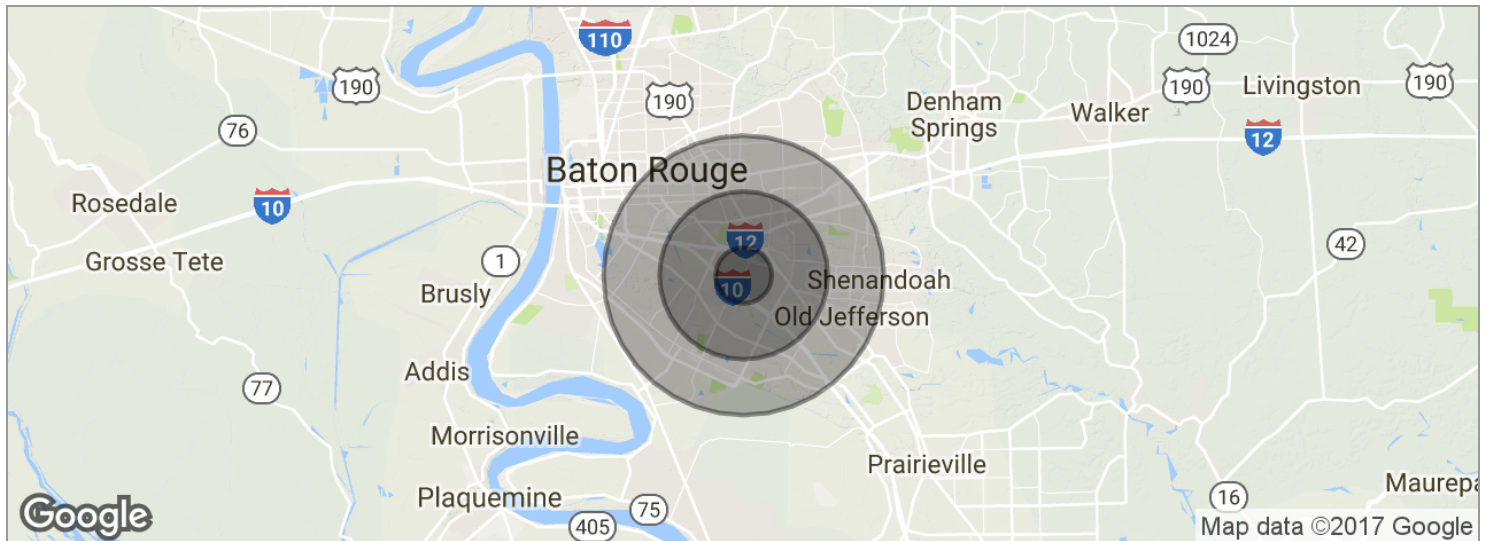 110
1024
190
190
190
Livingston
190
Denham
Springs
Walker
76
12
Baton Rouge
Rosedale
10
12
42
Grosse Tete
1
Shenandoah
Brusly
10
Old Jefferson
Addis
77
Morrisonville
Prairieville
Maurepa
Plaquemine
16
75
405
Google
Map data ©2017 Google